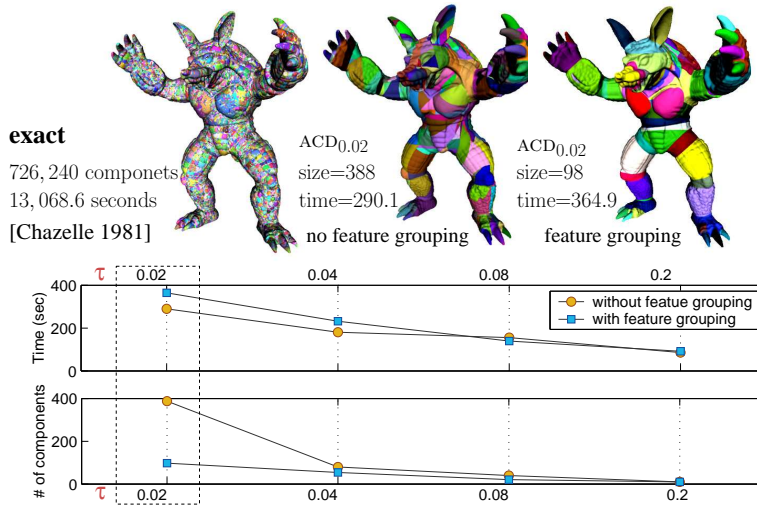 exact
726, 240 componets
13, 068.6 seconds
[Chazelle 1981]
ACD0.02
size=388
time=290.1
no feature grouping
ACD0.02
size=98
time=364.9
feature grouping
τ 0.02 0.04 0.08 0.2
400
200
0
Time (sec)
without featue grouping
with feature grouping
400
200
0
# of components
τ 0.02 0.04 0.08 0.2